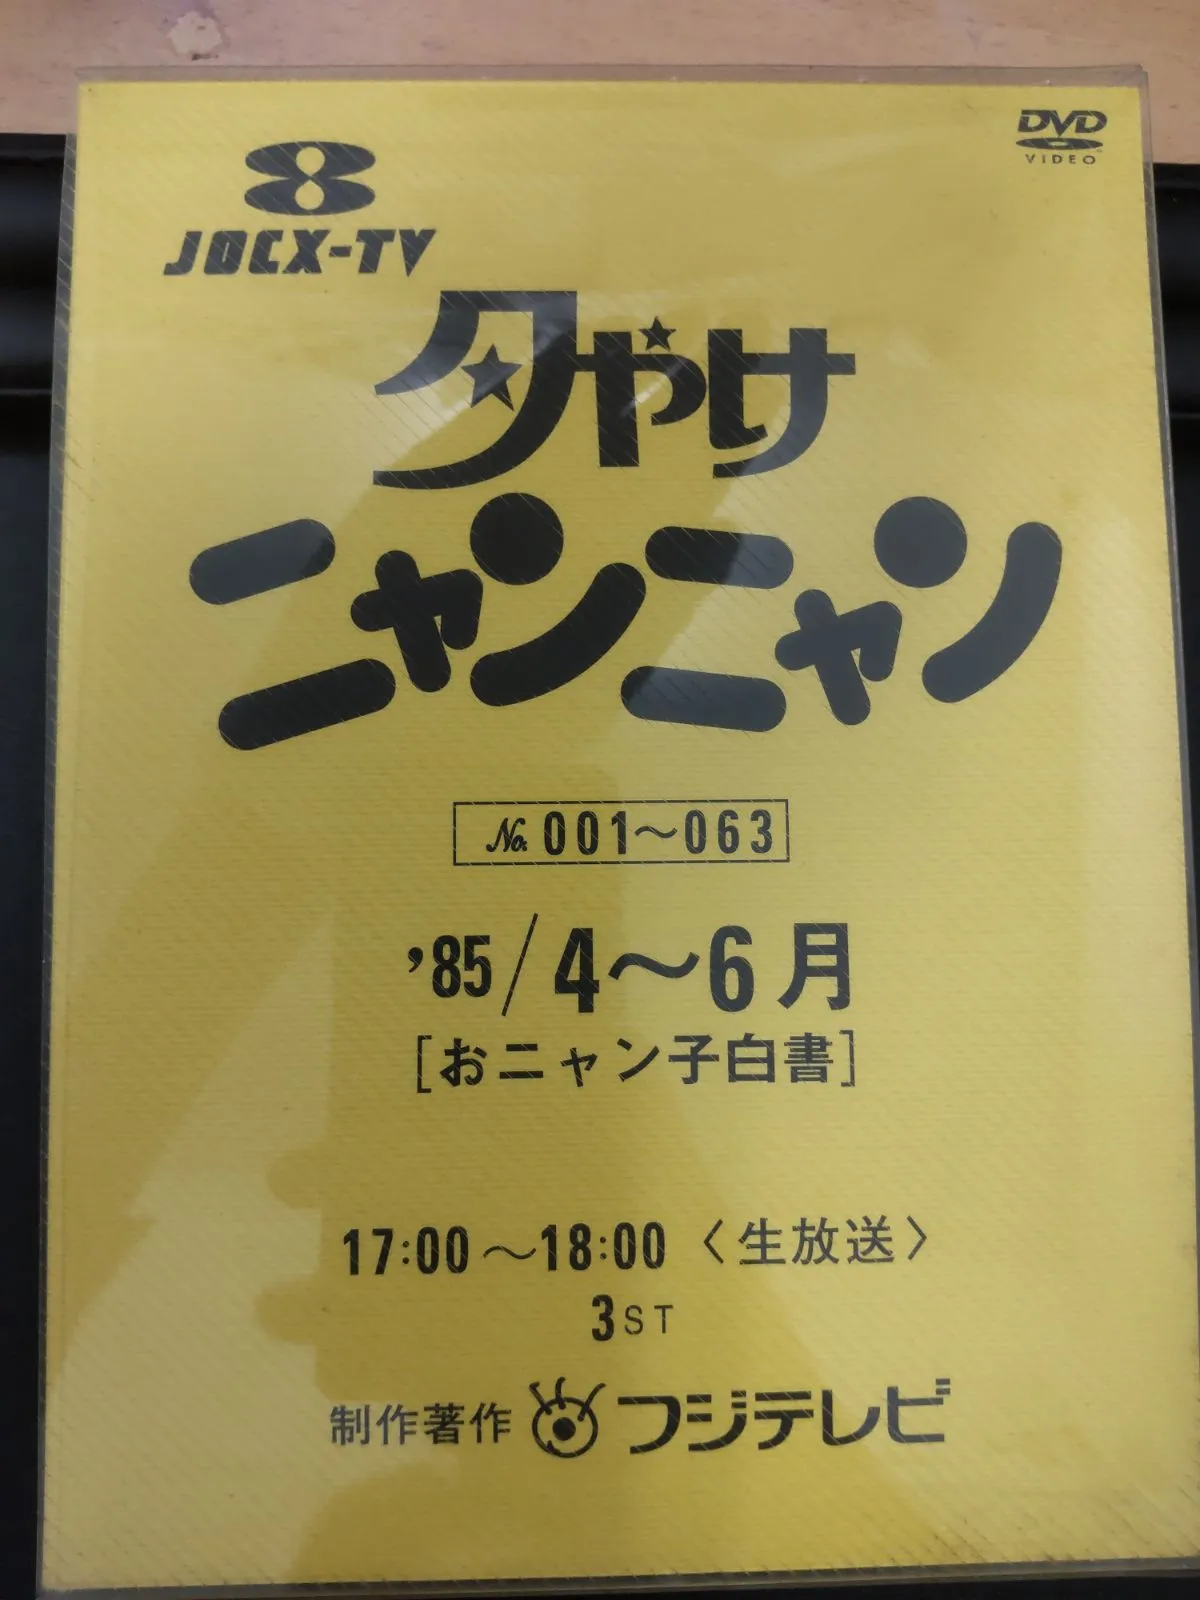 DVD
VIDEO
8
JOCX-TV
夕やけ
ニャンニャン
No. 001〜063
'85/4〜6月
[おニャン子白書]
17:00〜18:00〈生放送〉
3ST
制作著作 フジテレビ